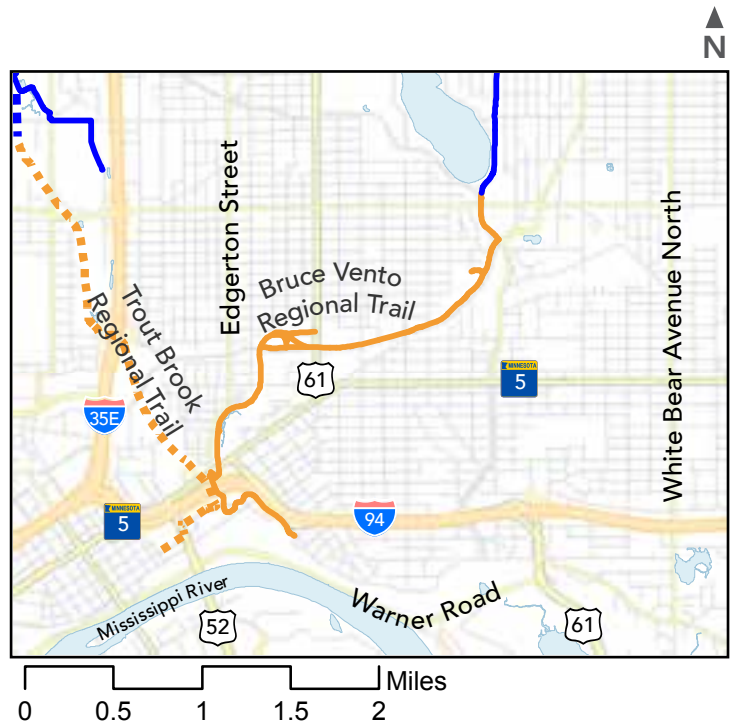 N
Edgerton Street
Bruce Vento
Regional Trail
White Bear Avenue North
Trout Brook
Regional Trail
61
MINNESOTA
5
35E
MINNESOTA
5
94
Mississippi River
Warner Road
52
61
Miles
0 0.5 1 1.5 2